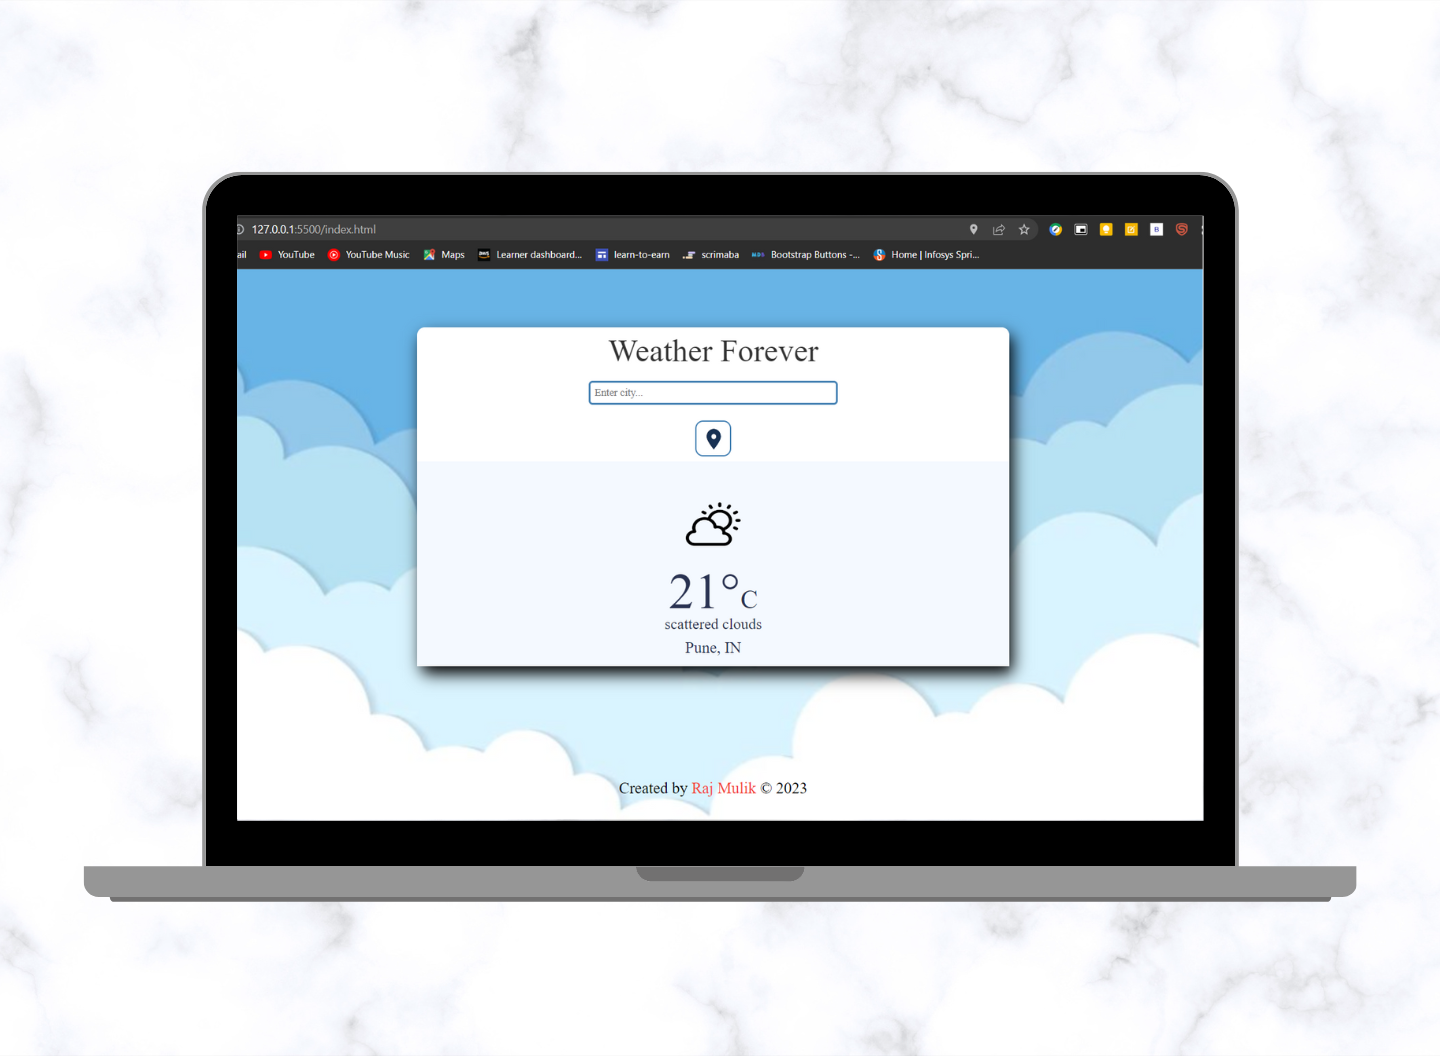 127.0.0.1:5500/index.html
ail YouTube YouTube Music Maps Learner dashboard... learn-to-earn scrimaba Bootstrap Buttons -... Home | Infosys Spri...
Weather Forever
Enter city...
21°C
scattered clouds
Pune, IN
Created by Raj Mulik © 2023